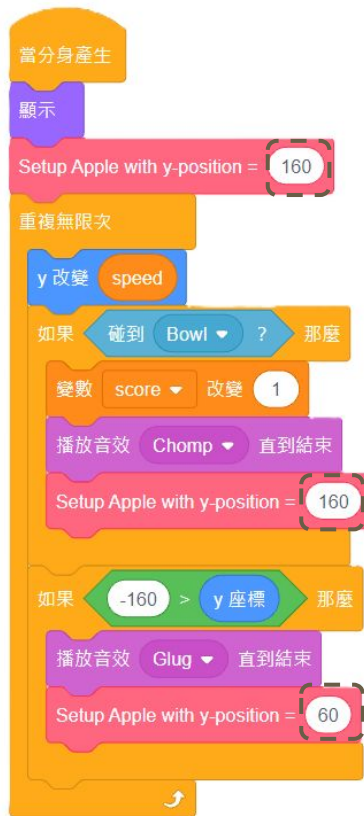 當分身產生
顯示
Setup Apple with y-position = 160
重複無限次
y 改變 speed
如果 碰到 Bowl ? 那麼
變數 score 改變 1
播放音效 Chomp 直到結束
Setup Apple with y-position = 160
如果 -160 > y 座標 那麼
播放音效 Glug 直到結束
Setup Apple with y-position = 60